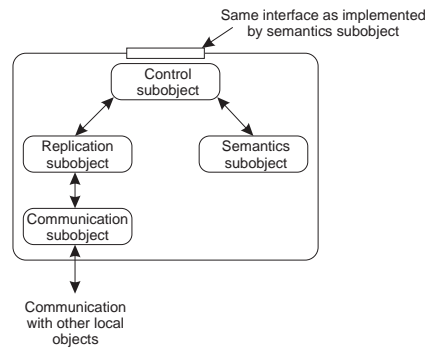 Same interface as implemented
by semantics subobject
Control
subobject
Replication
subobject
Semantics
subobject
Communication
subobject
Communication
with other local
objects